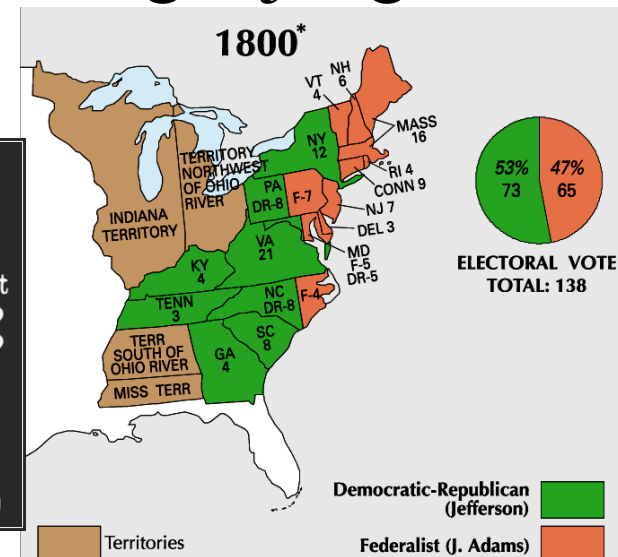 1800*
VT
4
NH
6
MASS
16
NY
12
RI 4
CONN 9
NJ 7
DEL 3
MD
F-5
DR-5
PA
DR-8
F-7
TERRITORY
NORTHWEST
OF OHIO
RIVER
INDIANA
TERRITORY
VA
21
KY
4
NC
DR-8
F-4
TENN
3
SC
8
GA
4
TERR
SOUTH OF
OHIO RIVER
MISS TERR
53%
73
47%
65
ELECTORAL VOTE
TOTAL: 138
Democratic-Republican
(Jefferson)
Territories
Federalist (J. Adams)